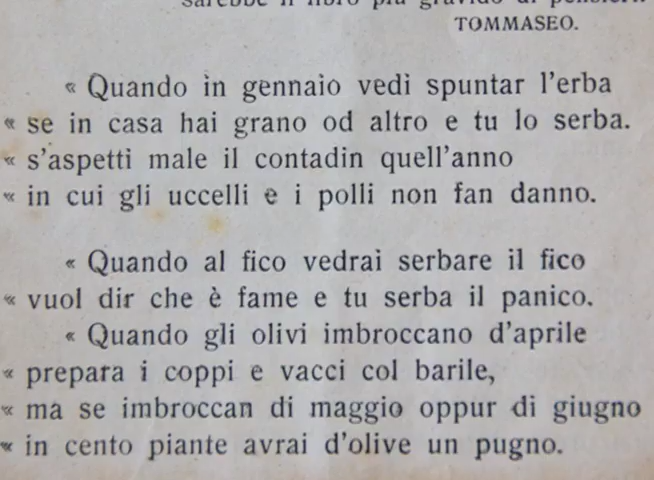 sarebbe il libro più gravido di pensieri.
TOMMASEO.
« Quando in gennaio vedi spuntar l'erba
« se in casa hai grano od altro e tu lo serba.
« s'aspetti male il contadin quell'anno
« in cui gli uccelli e i polli non fan danno.
« Quando al fico vedrai serbare il fico
« vuol dir che è fame e tu serba il panico.
« Quando gli olivi imbroccano d'aprile
« prepara i coppi e vacci col barile,
« ma se imbroccan di maggio oppur di giugno
« in cento piante avrai d'olive un pugno.